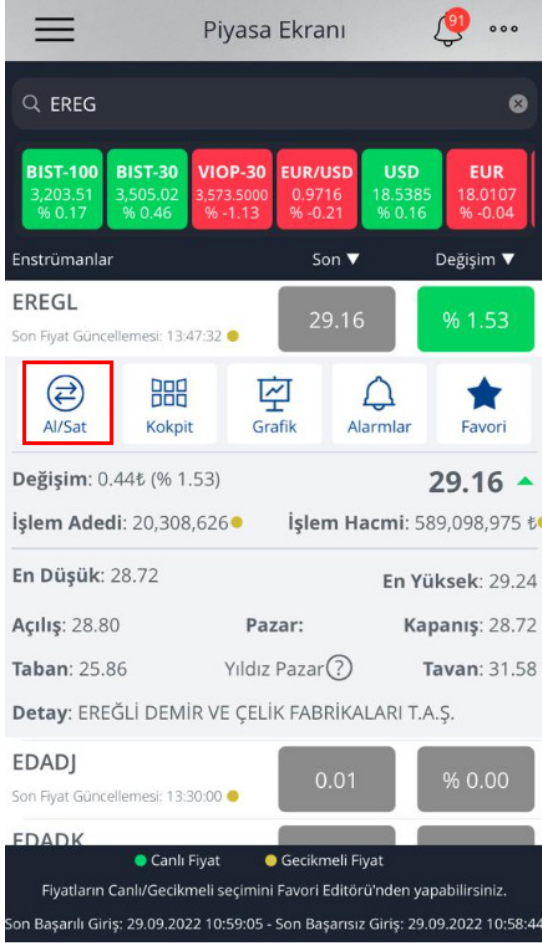 Piyasa Ekranı
91
EREG
BIST-100 BIST-30 VIOP-30 EUR/USD USD EUR
3,203.51 3,505.02 3,573.5000 0.9716 18.5385 18.0107
% 0.17 % 0.46 % -1.13 % -0.21 % 0.16 % -0.04
Enstrümanlar Son ▼ Değişim ▼
EREGL 29.16 % 1.53
Son Fiyat Güncellemesi: 13:47:32
Al/Sat Kokpit Grafik Alarmlar Favori
Değişim: 0.44₺ (% 1.53) 29.16
İşlem Adedi: 20,308,626 İşlem Hacmi: 589,098,975 ₺
En Düşük: 28.72 En Yüksek: 29.24
Açılış: 28.80 Pazar: Kapanış: 28.72
Taban: 25.86 Yıldız Pazar ? Tavan: 31.58
Detay: EREĞLİ DEMİR VE ÇELİK FABRİKALARI T.A.Ş.
EDADJ 0.01 % 0.00
Son Fiyat Güncellemesi: 13:30:00
EDADK
Canlı Fiyat Gecikmeli Fiyat
Fiyatların Canlı/Gecikmeli seçimini Favori Editörü'nden yapabilirsiniz.
Son Başarılı Giriş: 29.09.2022 10:59:05 - Son Başarısız Giriş: 29.09.2022 10:58:44